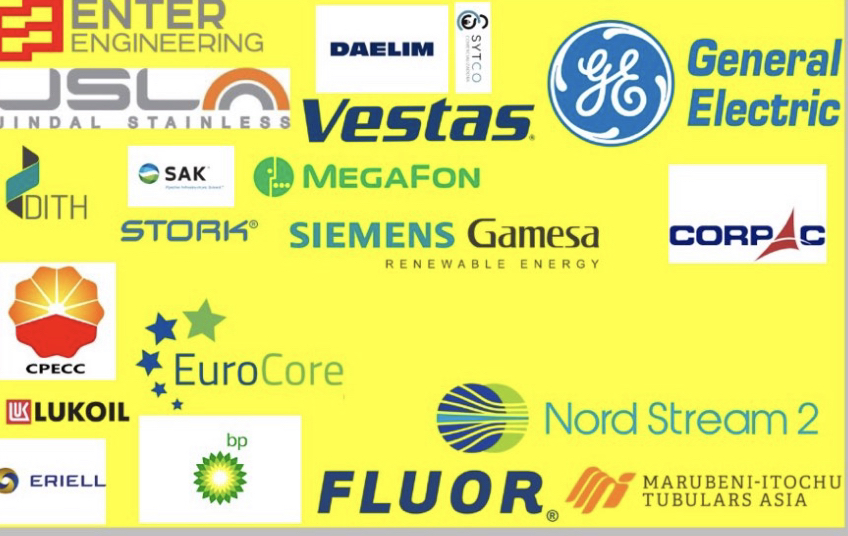 ENTER
ENGINEERING
DAELIM
SYTCO
GE
General
Electric
JSL
JINDAL STAINLESS
Vestas®
DITH
SAK
MEGAFON
STORK®
SIEMENS Gamesa
RENEWABLE ENERGY
CORPAC
CPECC
EuroCore
LUKOIL
Nord Stream 2
ERIELL
bp
FLUOR®
MARUBENI-ITOCHU
TUBULARS ASIA